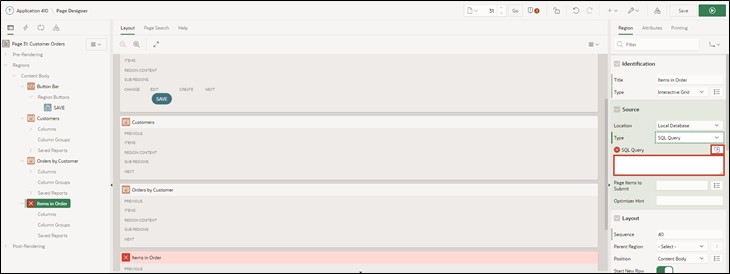 Application 410 \ Page Designer
31
Go
Save
Page 31: Customer Orders
Pre-Rendering
Regions
Content Body
Button Bar
Region Buttons
SAVE
Customers
Columns
Column Groups
Saved Reports
Orders by Customer
Columns
Column Groups
Saved Reports
Items in Order
Columns
Column Groups
Saved Reports
Post-Rendering
Layout Page Search Help
ITEMS
REGION CONTENT
SUB REGIONS
CHANGE EDIT CREATE NEXT
SAVE
Customers
PREVIOUS
ITEMS
REGION CONTENT
SUB REGIONS
NEXT
Orders by Customer
PREVIOUS
ITEMS
REGION CONTENT
SUB REGIONS
NEXT
Items in Order
PREVIOUS
Region Attributes Printing
Filter
Identification
Title Items in Order
Type Interactive Grid
Source
Location Local Database
Type SQL Query
SQL Query
Page Items to
Submit
Optimizer Hint
Layout
Sequence 40
Parent Region - Select -
Position Content Body
Start New Row